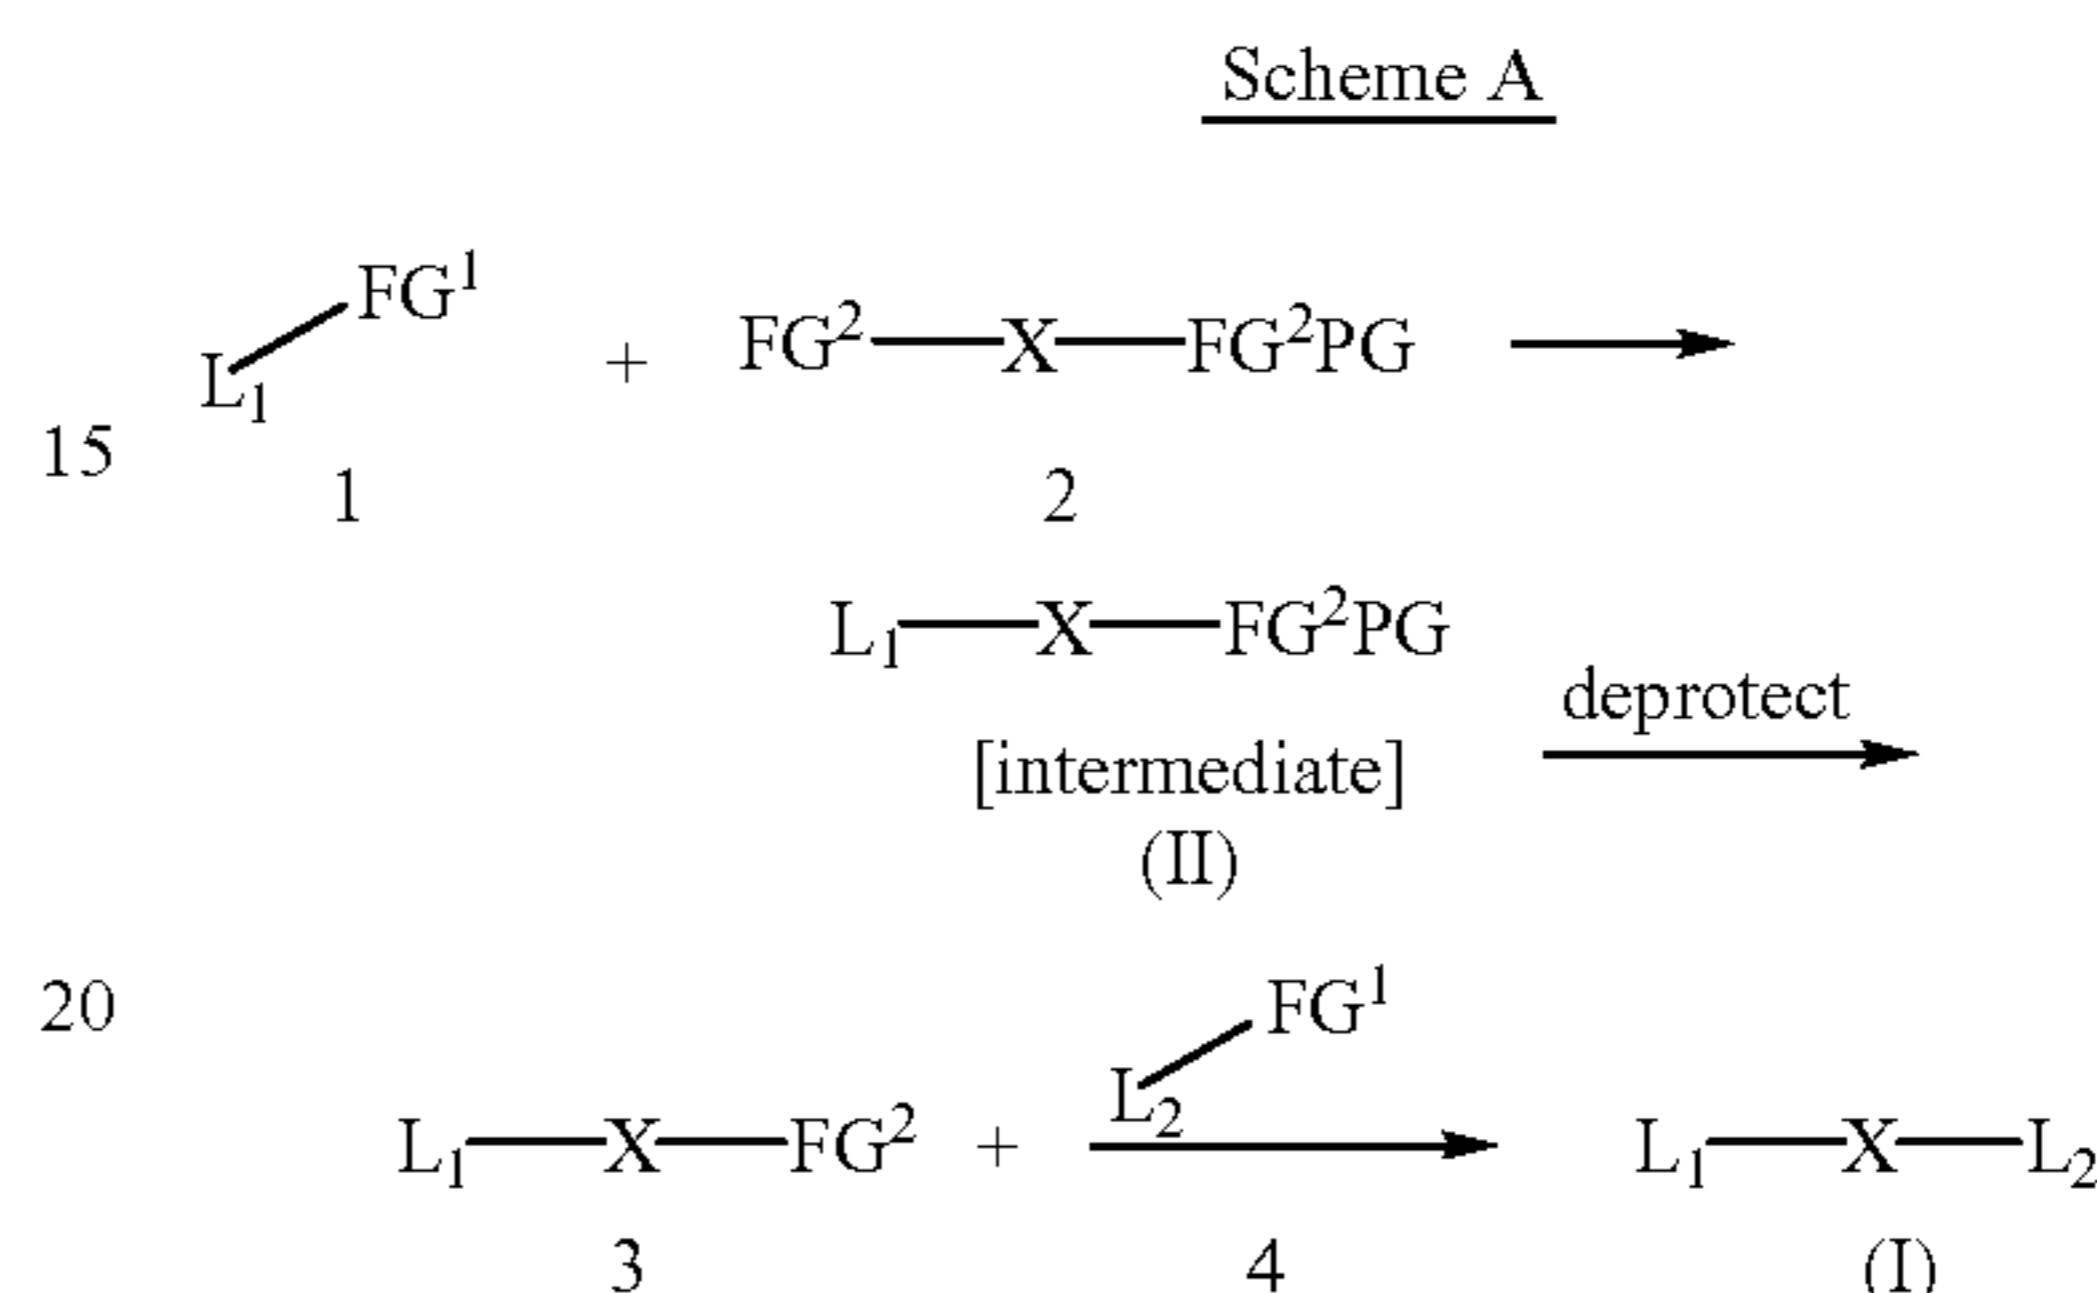 Scheme A
L₁—FG¹ + FG²—X—FG²PG
15
1 2
L₁—X—FG²PG
[intermediate] deprotect
(II)
20
L₁—X—FG² + L₂—FG¹ L₁—X—L₂
3 4 (I)